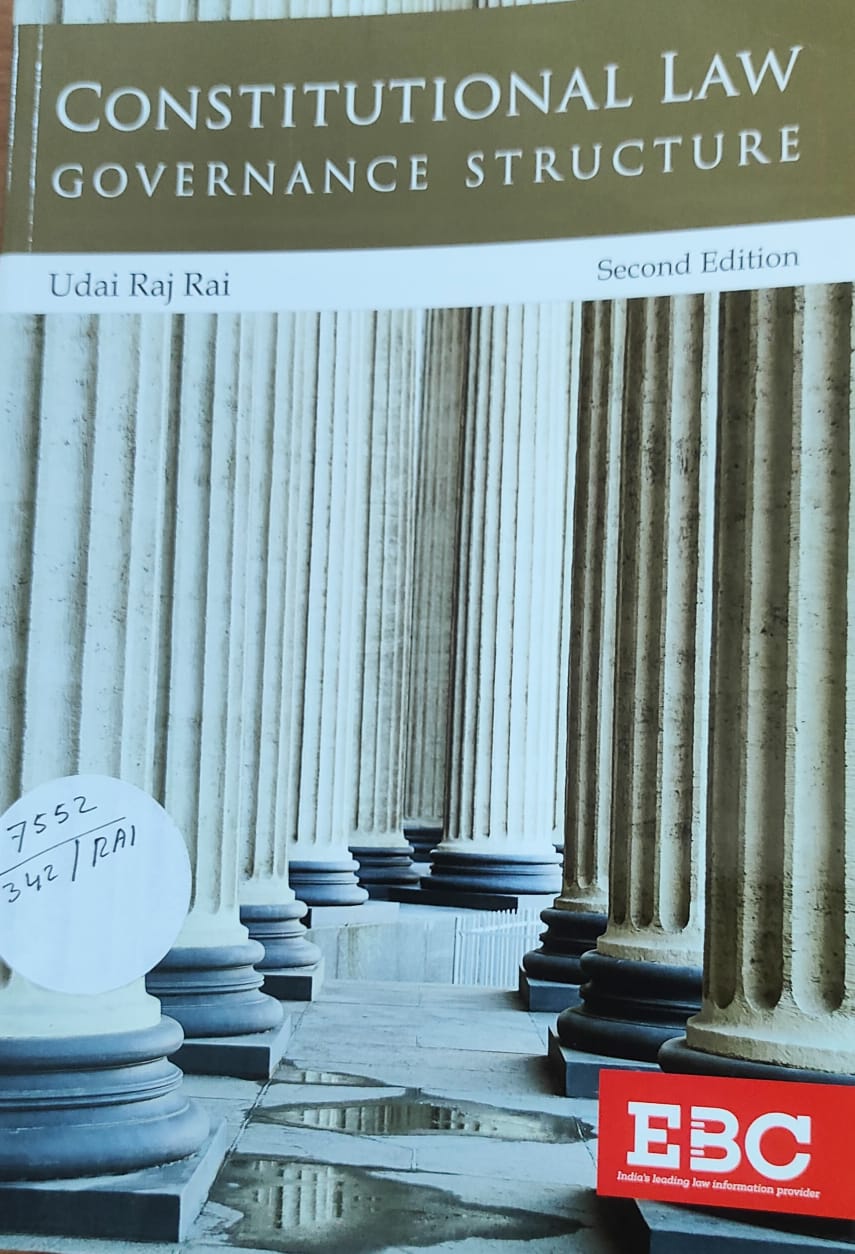 CONSTITUTIONAL LAW
GOVERNANCE STRUCTURE
Udai Raj Rai
Second Edition
7552
342/RAI
EBC
India's leading law information provider